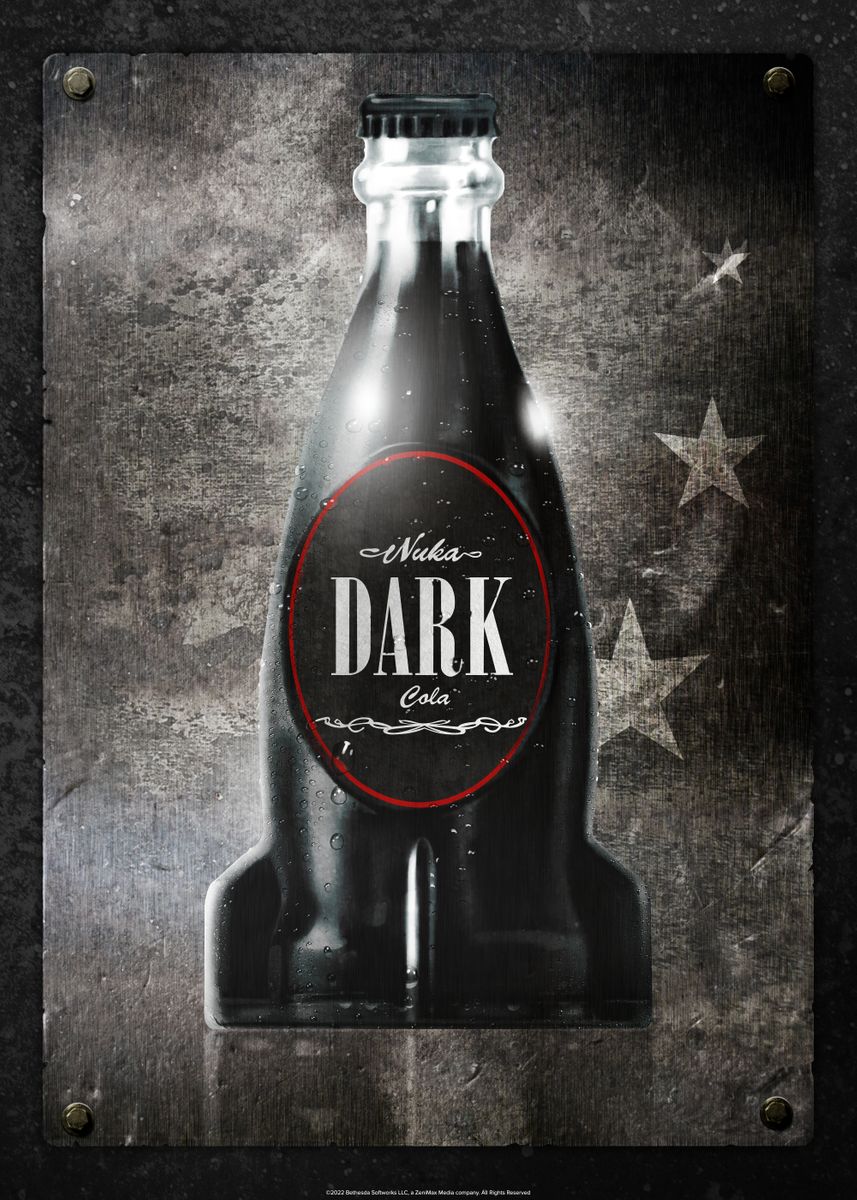 Nuka
DARK
Cola
©2022 Bethesda Softworks LLC, a ZeniMax Media company. All Rights Reserved